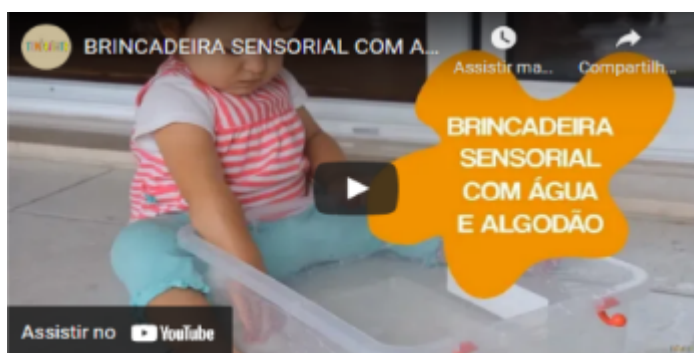 BRINCADEIRA SENSORIAL COM A...
Assistir ma...
Compartilh...
BRINCADEIRA
SENSORIAL
COM ÁGUA
E ALGODÃO
Assistir no YouTube